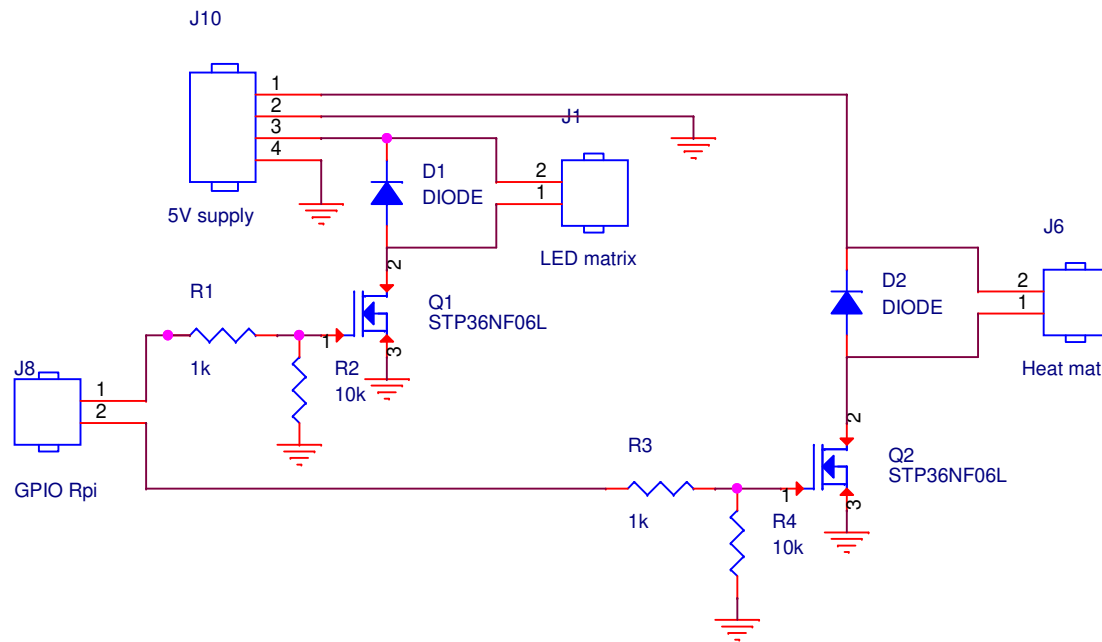 J10
1
2
3
4
5V supply
J1
2
1
LED matrix
D1
DIODE
2
Q1
STP36NF06L
1
3
R1
1k
R2
10k
J8
1
2
GPIO Rpi
J6
2
1
Heat mat
D2
DIODE
2
Q2
STP36NF06L
1
3
R3
1k
R4
10k